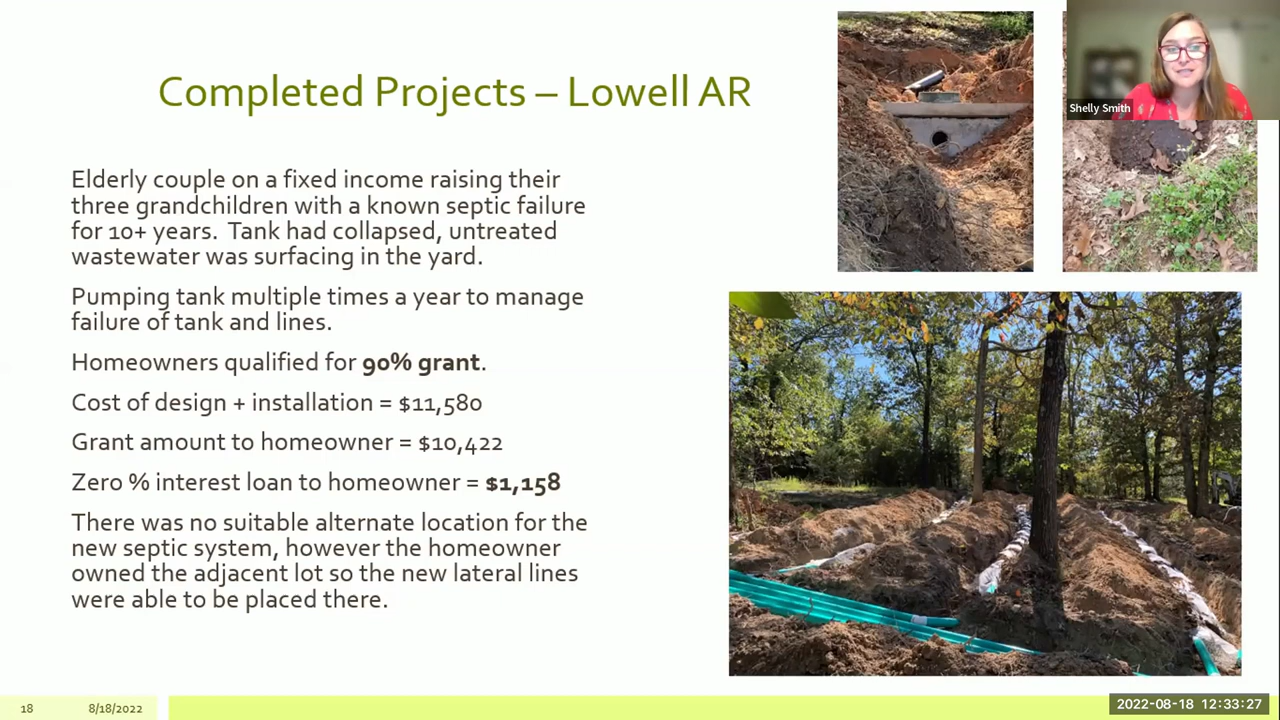 Completed Projects – Lowell AR
Shelly Smith
Elderly couple on a fixed income raising their
three grandchildren with a known septic failure
for 10+ years. Tank had collapsed, untreated
wastewater was surfacing in the yard.
Pumping tank multiple times a year to manage
failure of tank and lines.
Homeowners qualified for 90% grant.
Cost of design + installation = $11,580
Grant amount to homeowner = $10,422
Zero % interest loan to homeowner = $1,158
There was no suitable alternate location for the
new septic system, however the homeowner
owned the adjacent lot so the new lateral lines
were able to be placed there.
18 8/18/2022
2022-08-18 12:33:27